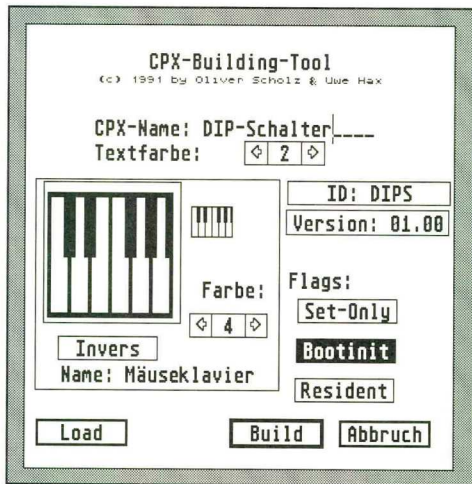 CPX-Building-Tool
(c) 1991 by Oliver Scholz & Uwe Hax
CPX-Name: DIP-Schalter____
Textfarbe: 2
ID: DIPS
Version: 01.00
Farbe:
4
Flags:
Set-Only
Bootinit
Resident
Invers
Name: Mäuseklavier
Load
Build
Abbruch